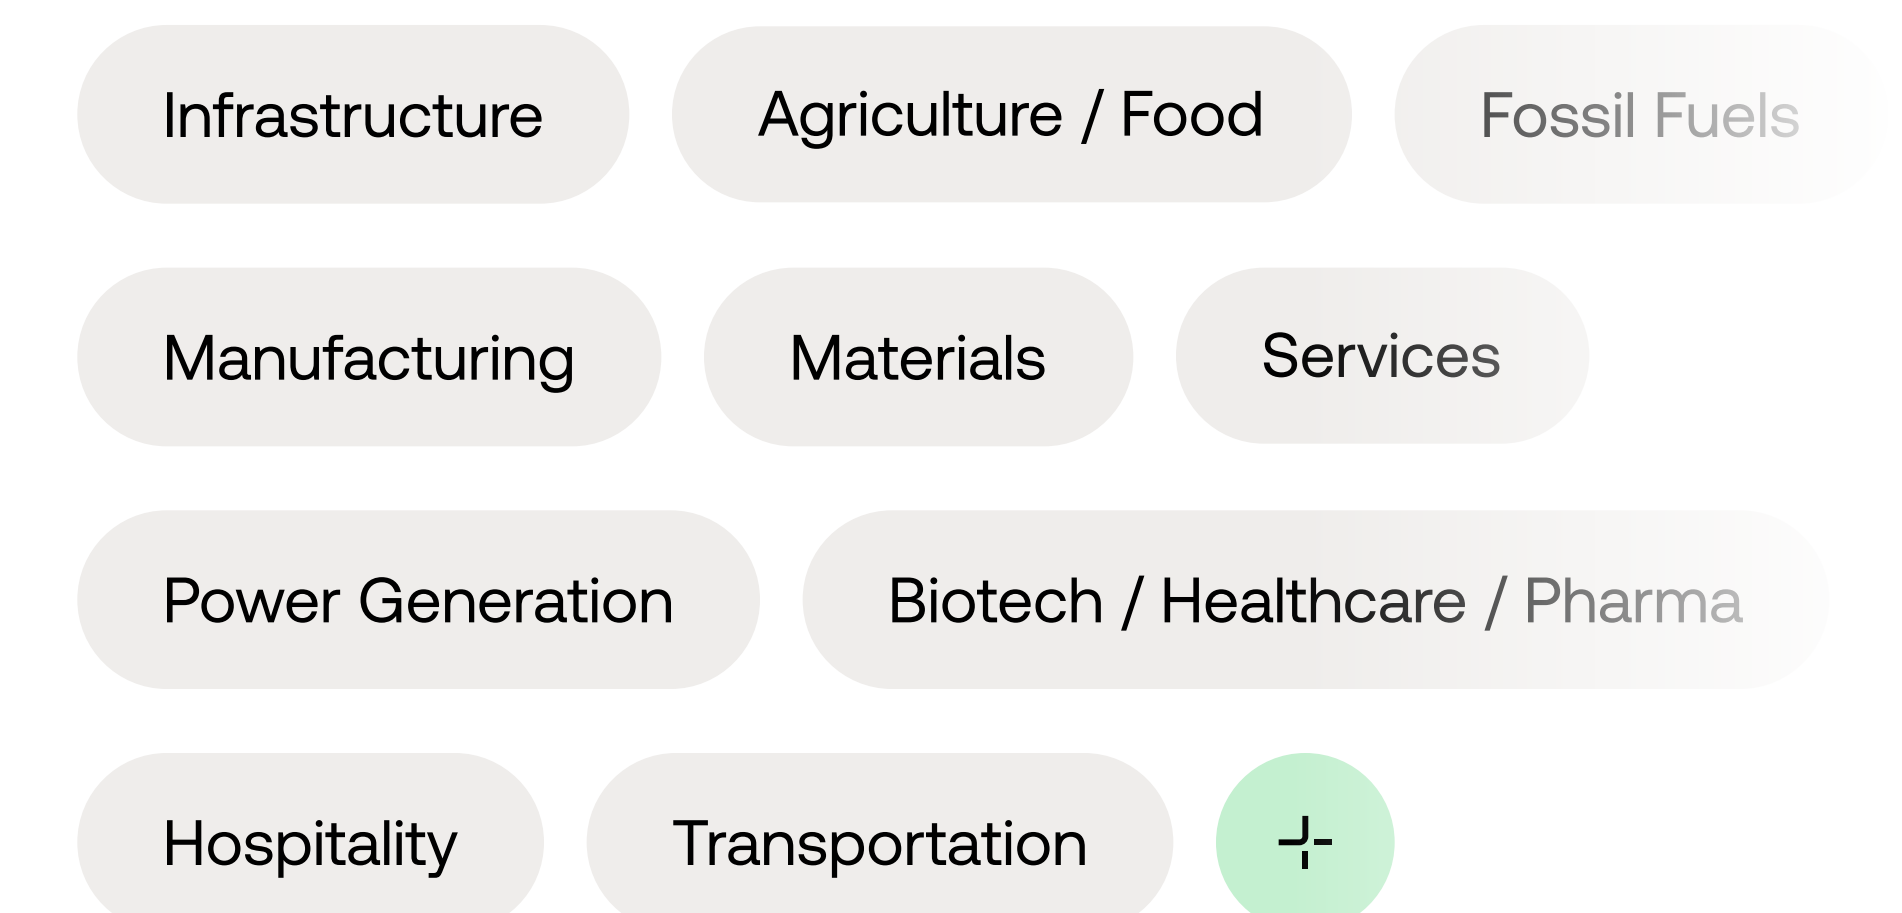 Infrastructure Agriculture / Food Fossil Fuels
Manufacturing Materials Services
Power Generation Biotech / Healthcare / Pharma
Hospitality Transportation